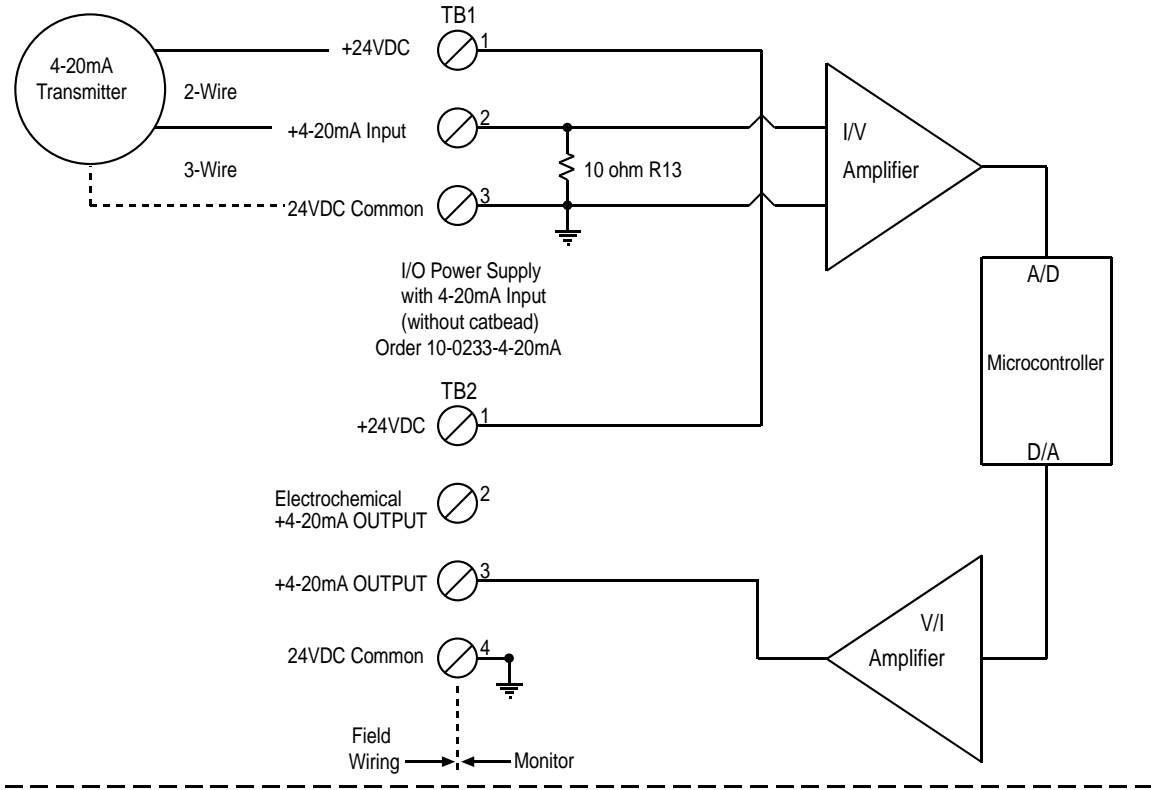 TB1
4-20mA
Transmitter
+24VDC
1
2-Wire
+4-20mA Input
2
I/V
Amplifier
3-Wire
10 ohm R13
24VDC Common
3
I/O Power Supply
with 4-20mA Input
(without catbead)
Order 10-0233-4-20mA
A/D
Microcontroller
D/A
TB2
+24VDC
1
Electrochemical
+4-20mA OUTPUT
2
+4-20mA OUTPUT
3
V/I
Amplifier
24VDC Common
4
Field
Wiring
Monitor